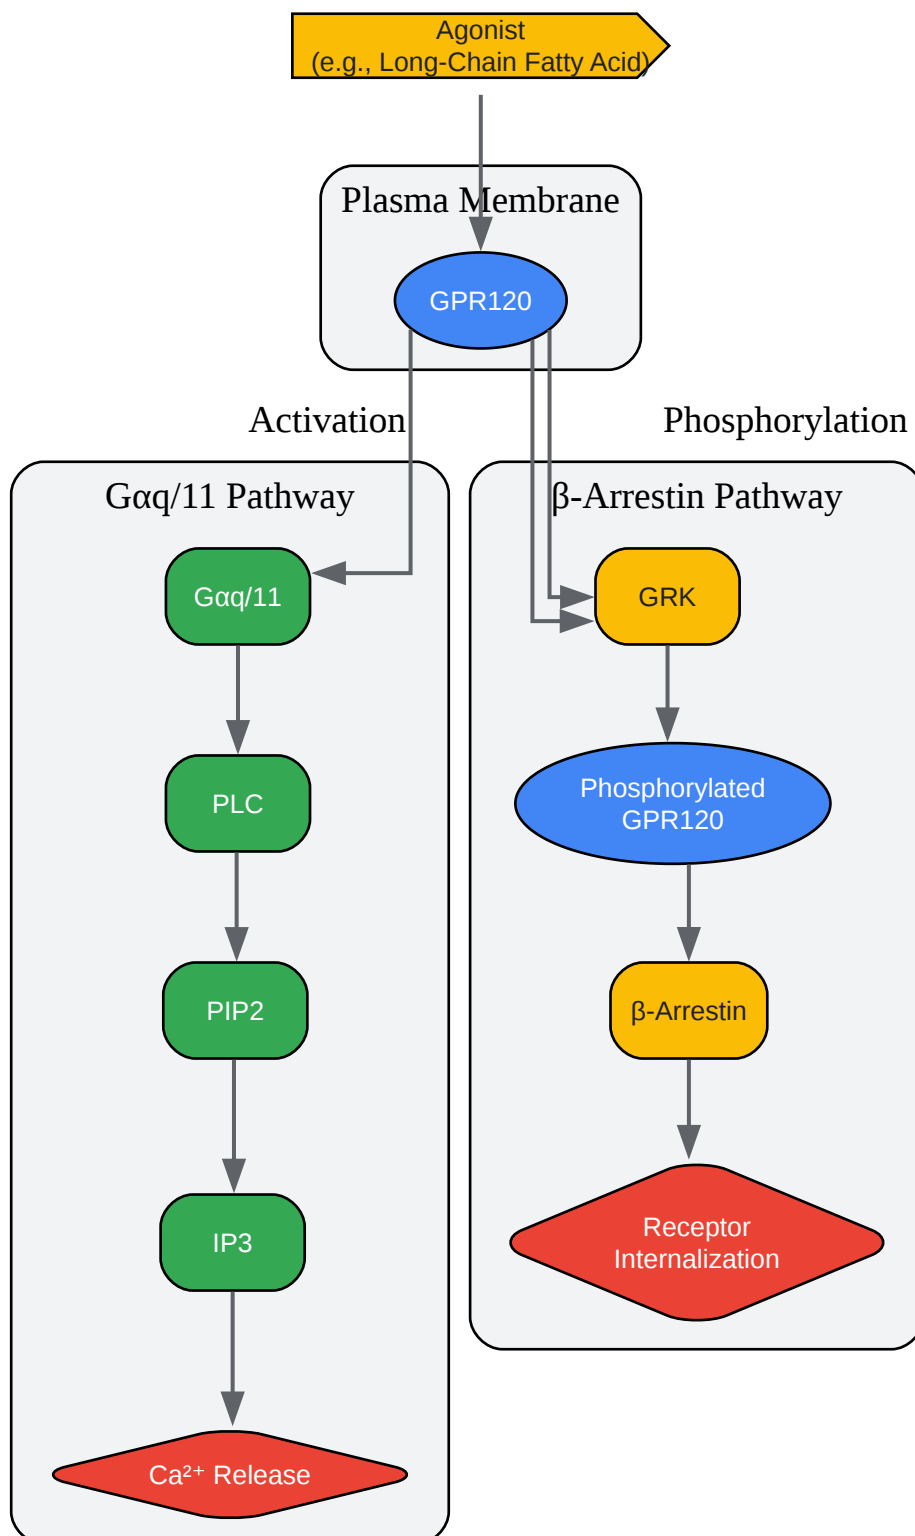 Agonist
(e.g., Long-Chain Fatty Acid)
Plasma Membrane
GPR120
Activation
Phosphorylation
Gαq/11 Pathway
Gαq/11
PLC
PIP2
IP3
Ca²⁺ Release
β-Arrestin Pathway
GRK
Phosphorylated
GPR120
β-Arrestin
Receptor
Internalization